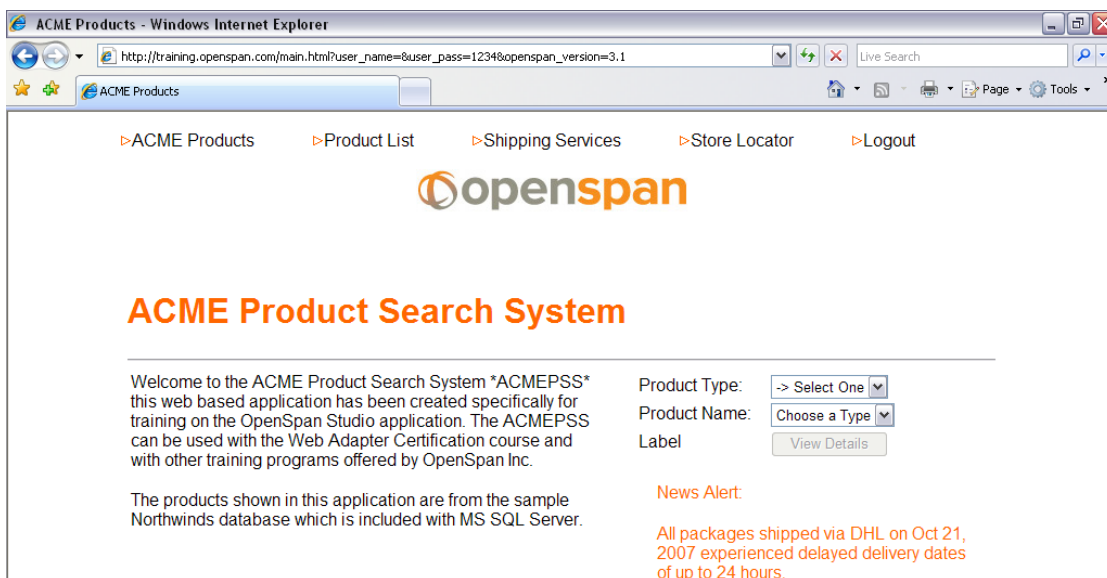 ACME Products - Windows Internet Explorer
http://training.openspan.com/main.html?user_name=&user_pass=1234&openspan_version=3.1
Live Search
ACME Products
Page
Tools
ACME Products
Product List
Shipping Services
Store Locator
Logout
openspan
ACME Product Search System
Welcome to the ACME Product Search System *ACMEPSS*
this web based application has been created specifically for
training on the OpenSpan Studio application. The ACMEPSS
can be used with the Web Adapter Certification course and
with other training programs offered by OpenSpan Inc.
The products shown in this application are from the sample
Northwinds database which is included with MS SQL Server.
Product Type: -> Select One
Product Name: Choose a Type
Label View Details
News Alert:
All packages shipped via DHL on Oct 21,
2007 experienced delayed delivery dates
of up to 24 hours.